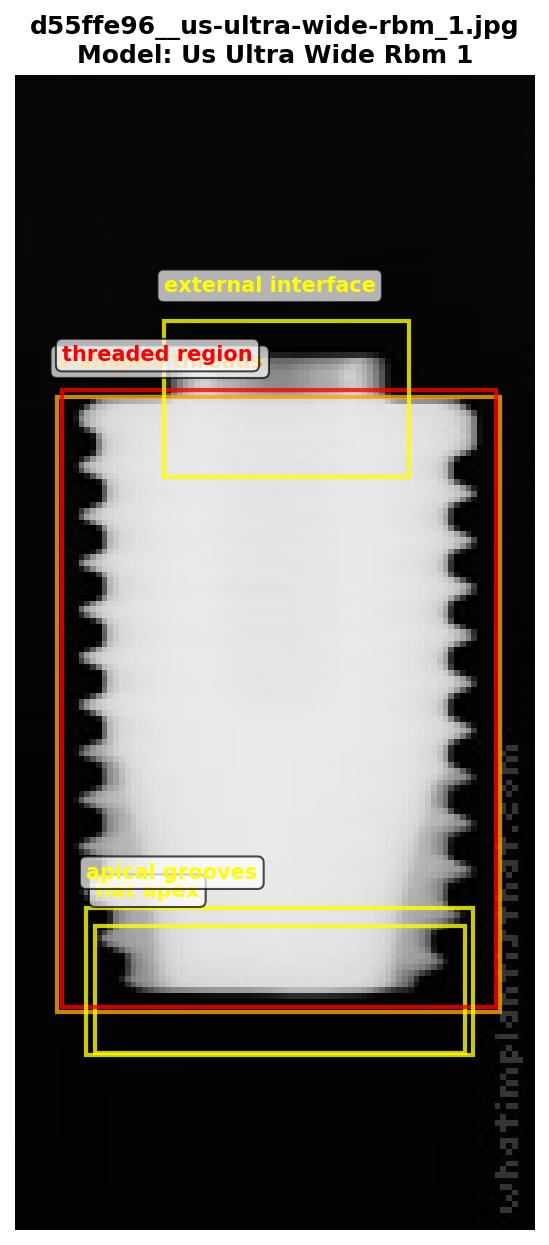 d55ffe96__us-ultra-wide-rbm_1.jpg
Model: Us Ultra Wide Rbm 1
external interface
threaded region
threads
apical grooves
flat apex
whatimplantisthat.com